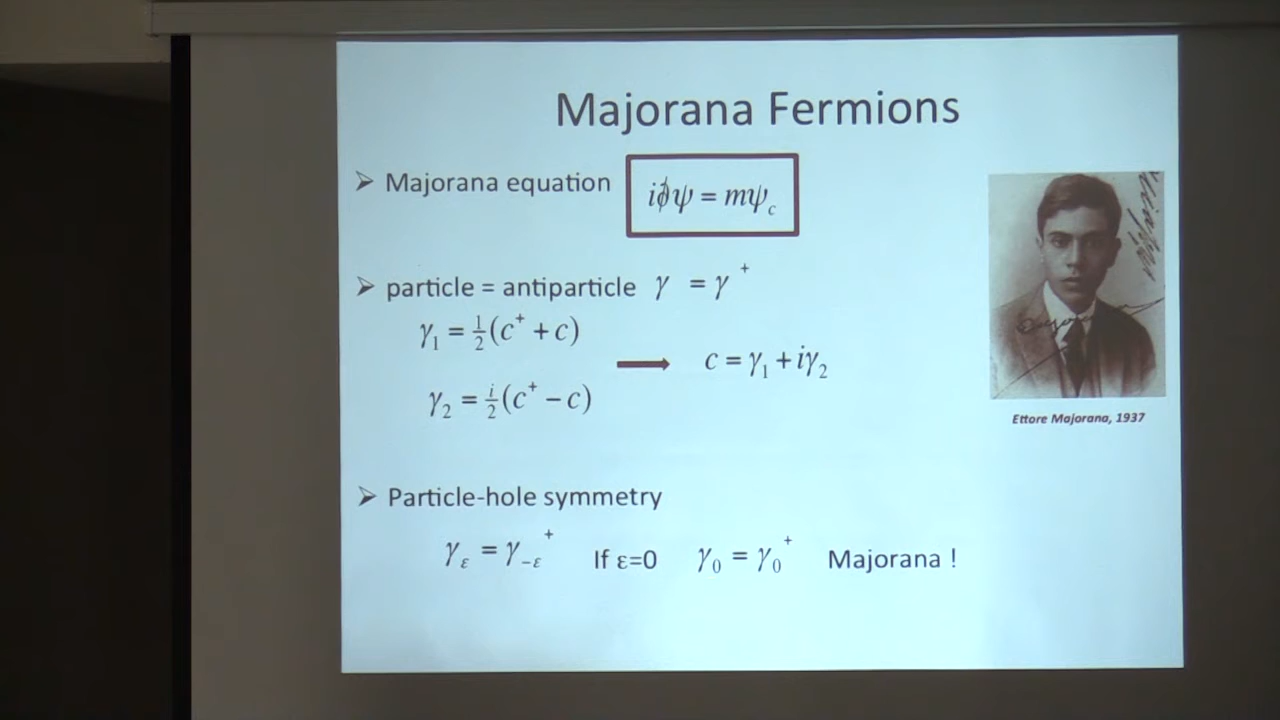 Majorana Fermions
➢ Majorana equation i∂̸ψ = mψ_c
➢ particle = antiparticle γ = γ⁺
γ₁ = ½(c⁺ + c)
→ c = γ₁ + iγ₂
γ₂ = i/2(c⁺ − c)
Ettore Majorana, 1937
➢ Particle-hole symmetry
γ_ε = γ_−ε⁺ If ε=0 γ₀ = γ₀⁺ Majorana !